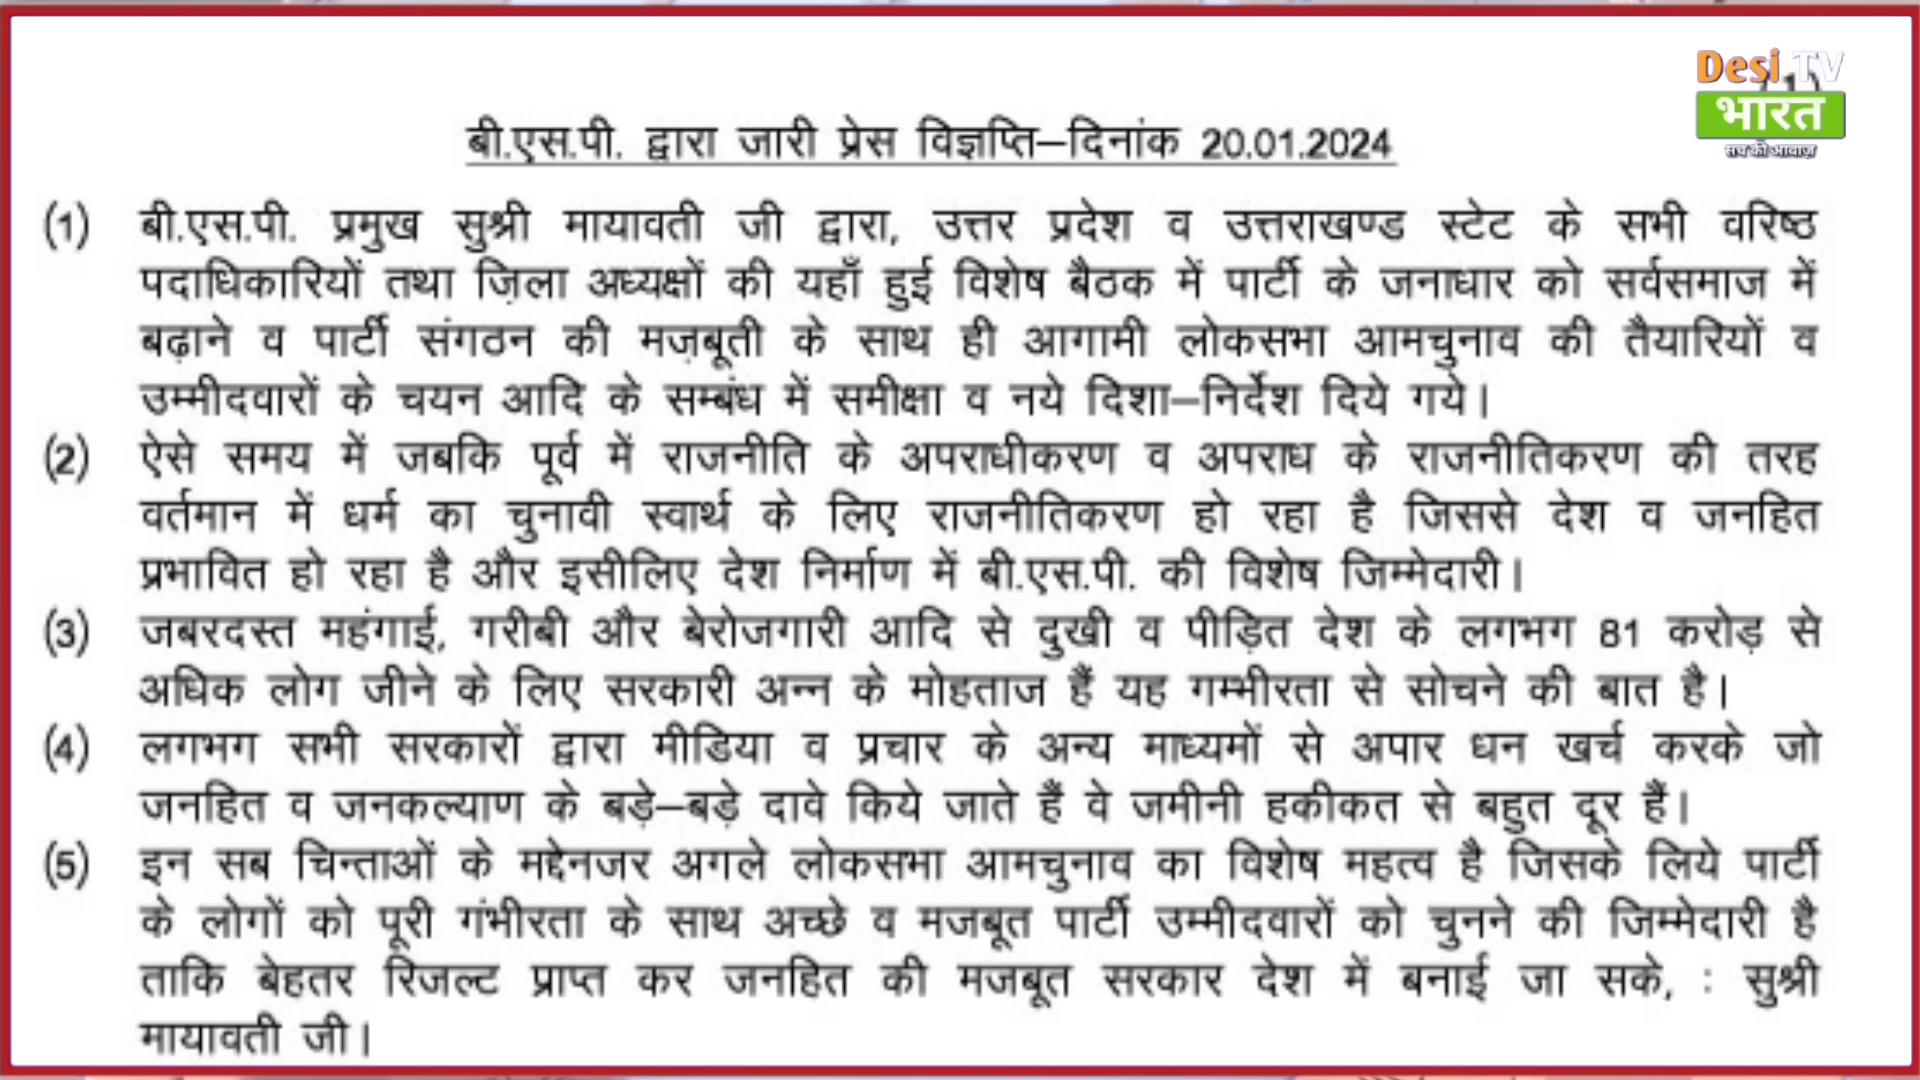 Desi TV
(1)
भारत
सच की आवाज़
बी.एस.पी. द्वारा जारी प्रेस विज्ञप्ति–दिनांक 20.01.2024
(1) बी.एस.पी. प्रमुख सुश्री मायावती जी द्वारा, उत्तर प्रदेश व उत्तराखण्ड स्टेट के सभी वरिष्ठ
पदाधिकारियों तथा ज़िला अध्यक्षों की यहाँ हुई विशेष बैठक में पार्टी के जनाधार को सर्वसमाज में
बढ़ाने व पार्टी संगठन की मज़बूती के साथ ही आगामी लोकसभा आमचुनाव की तैयारियों व
उम्मीदवारों के चयन आदि के सम्बंध में समीक्षा व नये दिशा–निर्देश दिये गये।
(2) ऐसे समय में जबकि पूर्व में राजनीति के अपराधीकरण व अपराध के राजनीतिकरण की तरह
वर्तमान में धर्म का चुनावी स्वार्थ के लिए राजनीतिकरण हो रहा है जिससे देश व जनहित
प्रभावित हो रहा है और इसीलिए देश निर्माण में बी.एस.पी. की विशेष जिम्मेदारी।
(3) जबरदस्त महंगाई, गरीबी और बेरोजगारी आदि से दुखी व पीड़ित देश के लगभग 81 करोड़ से
अधिक लोग जीने के लिए सरकारी अन्न के मोहताज हैं यह गम्भीरता से सोचने की बात है।
(4) लगभग सभी सरकारों द्वारा मीडिया व प्रचार के अन्य माध्यमों से अपार धन खर्च करके जो
जनहित व जनकल्याण के बड़े–बड़े दावे किये जाते हैं वे जमीनी हकीकत से बहुत दूर हैं।
(5) इन सब चिन्ताओं के मद्देनजर अगले लोकसभा आमचुनाव का विशेष महत्व है जिसके लिये पार्टी
के लोगों को पूरी गंभीरता के साथ अच्छे व मजबूत पार्टी उम्मीदवारों को चुनने की जिम्मेदारी है
ताकि बेहतर रिजल्ट प्राप्त कर जनहित की मजबूत सरकार देश में बनाई जा सके, : सुश्री
मायावती जी।